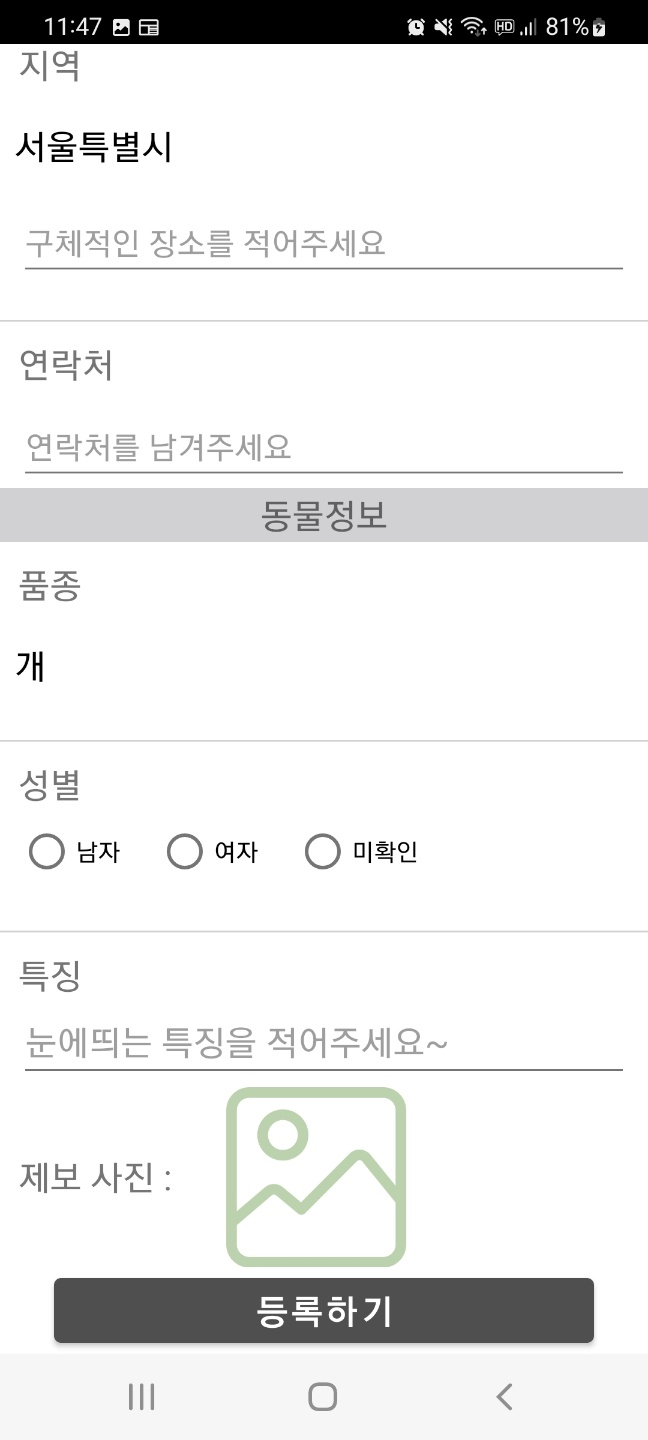 11:47 HD 81%
지역
서울특별시
구체적인 장소를 적어주세요
연락처
연락처를 남겨주세요
동물정보
품종
개
성별
남자 여자 미확인
특징
눈에띄는 특징을 적어주세요~
제보 사진 :
등록하기